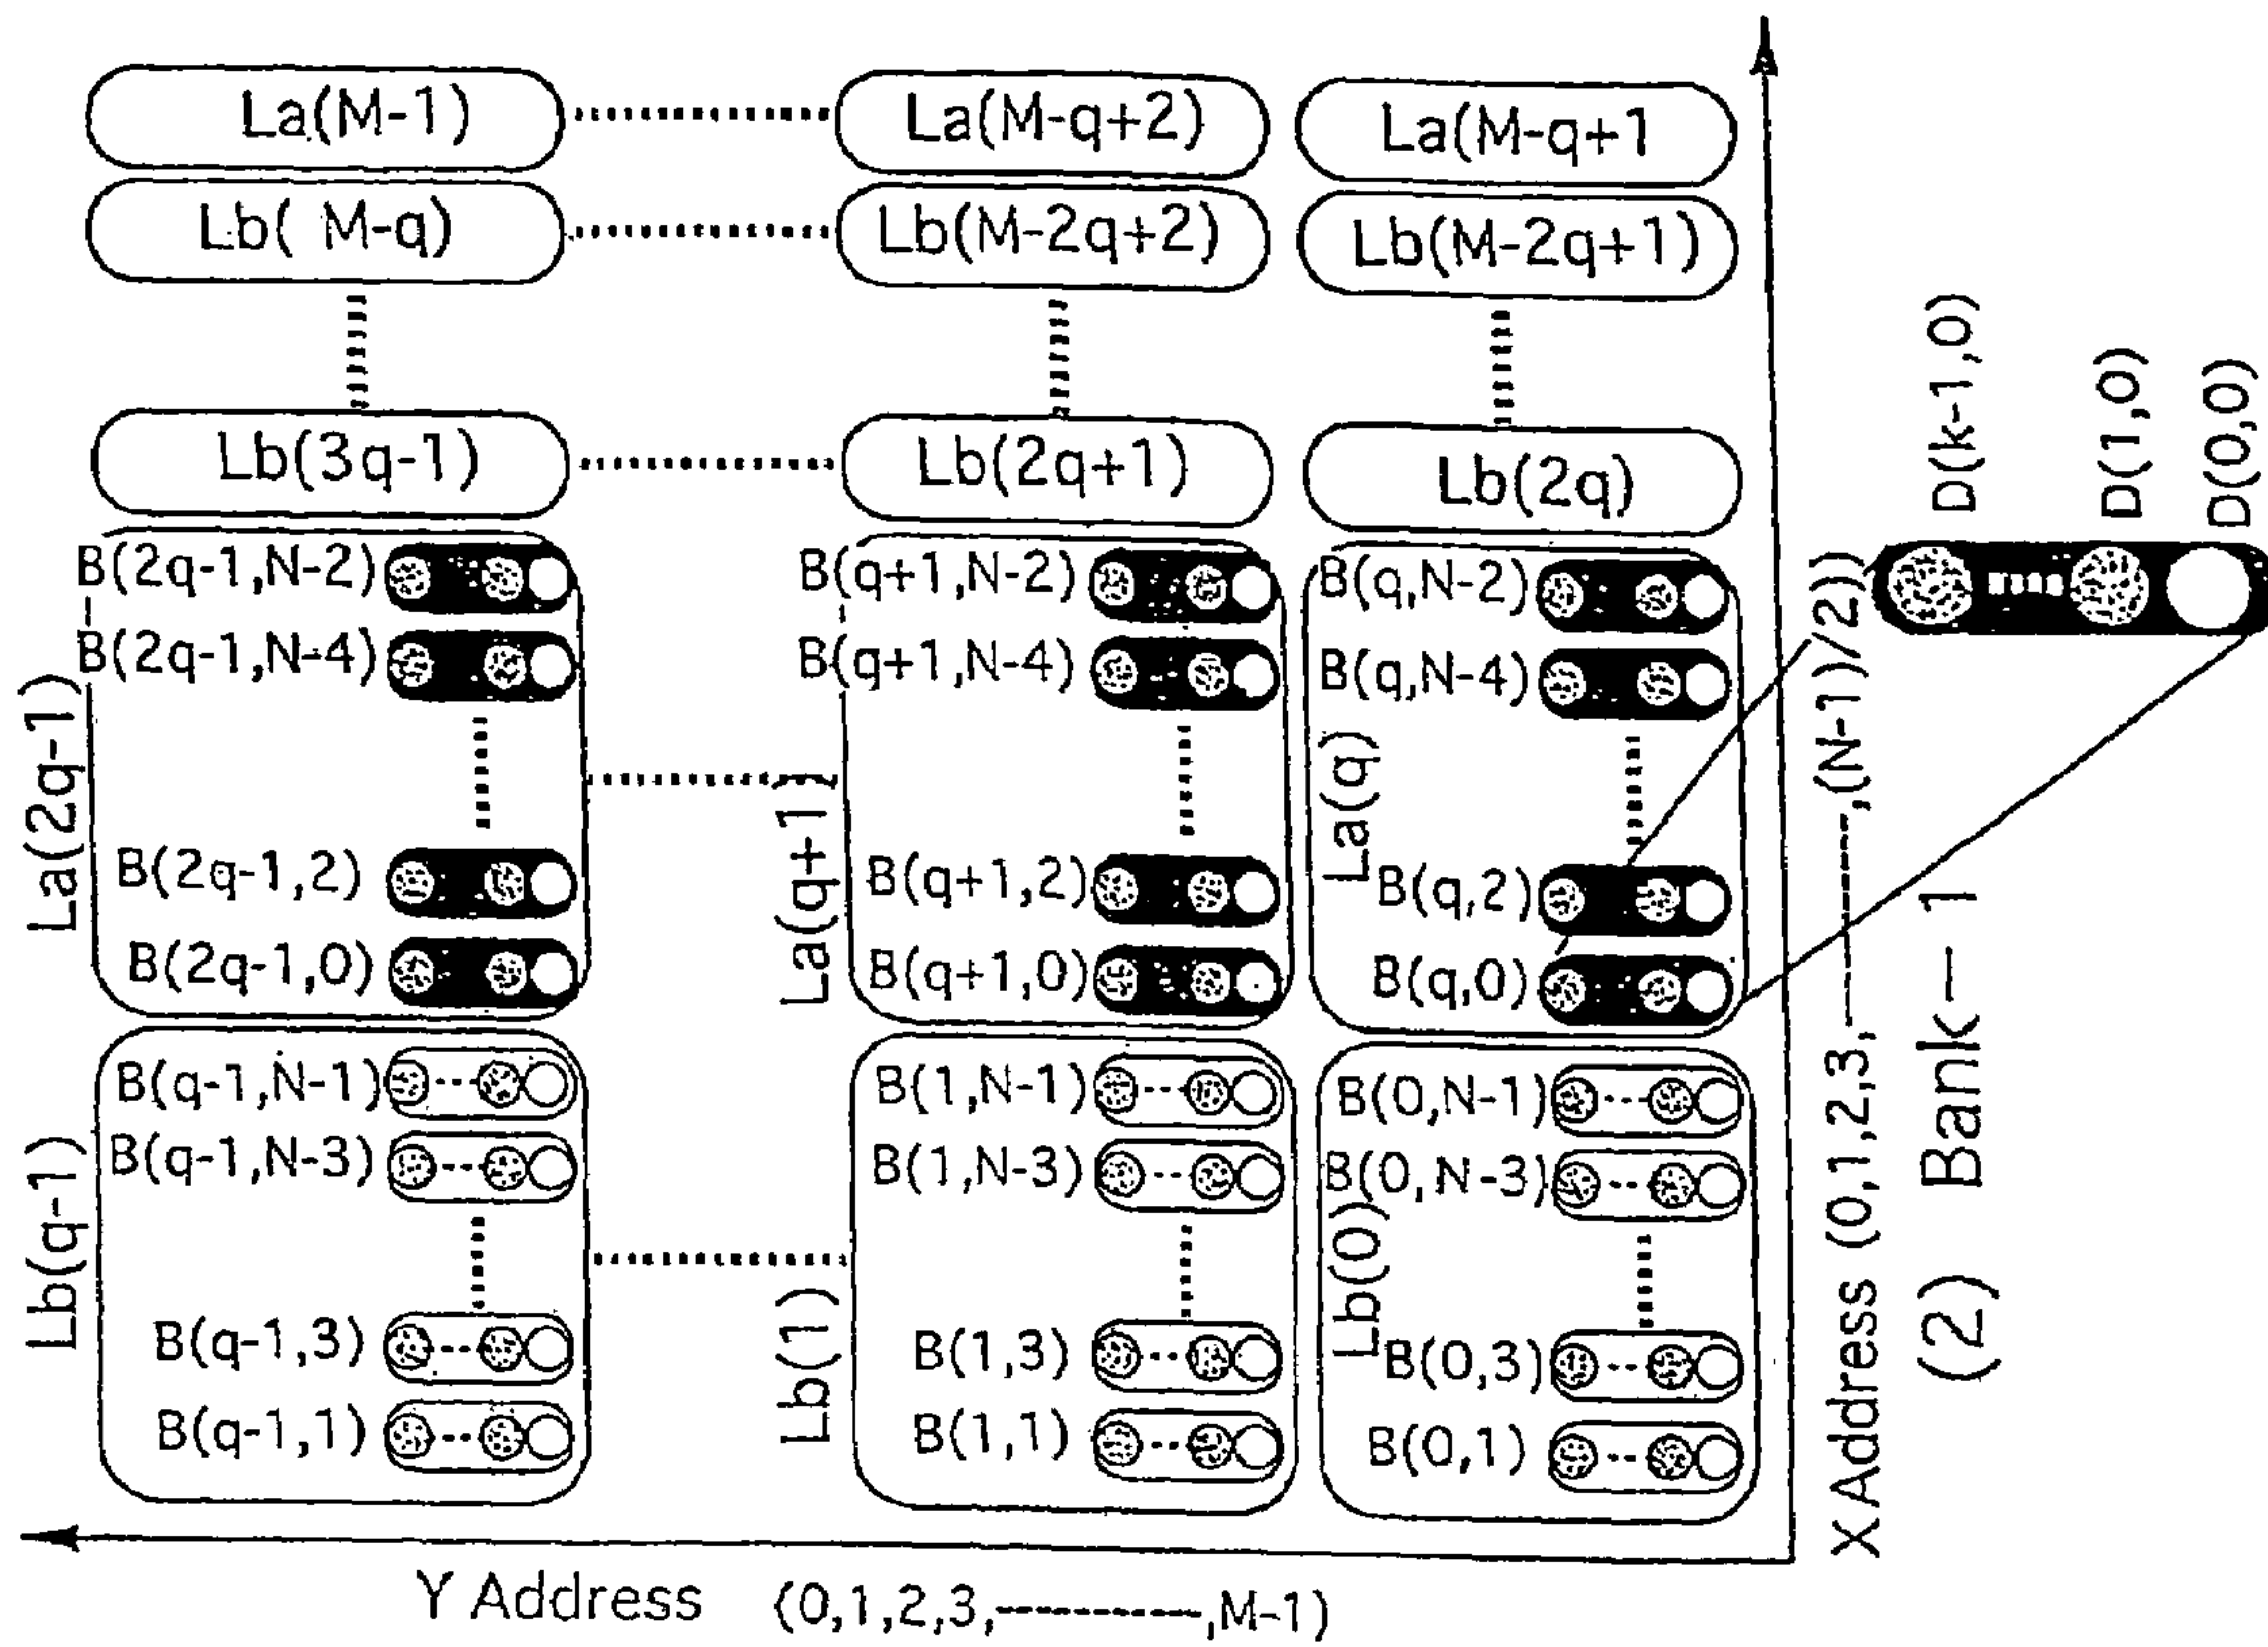 La(M-1)
La(M-q+2)
La(M-q+1
Lb( M-q)
Lb(M-2q+2)
Lb(M-2q+1)
Lb(3q-1)
Lb(2q+1)
Lb(2q)
La(2q-1)
B(2q-1,N-2)
B(2q-1,N-4)
B(2q-1,2)
B(2q-1,0)
La(q+1)
B(q+1,N-2)
B(q+1,N-4)
B(q+1,2)
B(q+1,0)
La(q)
B(q,N-2)
B(q,N-4)
B(q,2)
B(q,0)
Lb(q-1)
B(q-1,N-1)
B(q-1,N-3)
B(q-1,3)
B(q-1,1)
Lb(1)
B(1,N-1)
B(1,N-3)
B(1,3)
B(1,1)
Lb(0)
B(0,N-1)
B(0,N-3)
B(0,3)
B(0,1)
D(k-1,0)
D(1,0)
D(0,0)
X Address (0,1,2,3,----------,(N-1)/2))
(2) Bank-1
Y Address (0,1,2,3,------------,M-1)